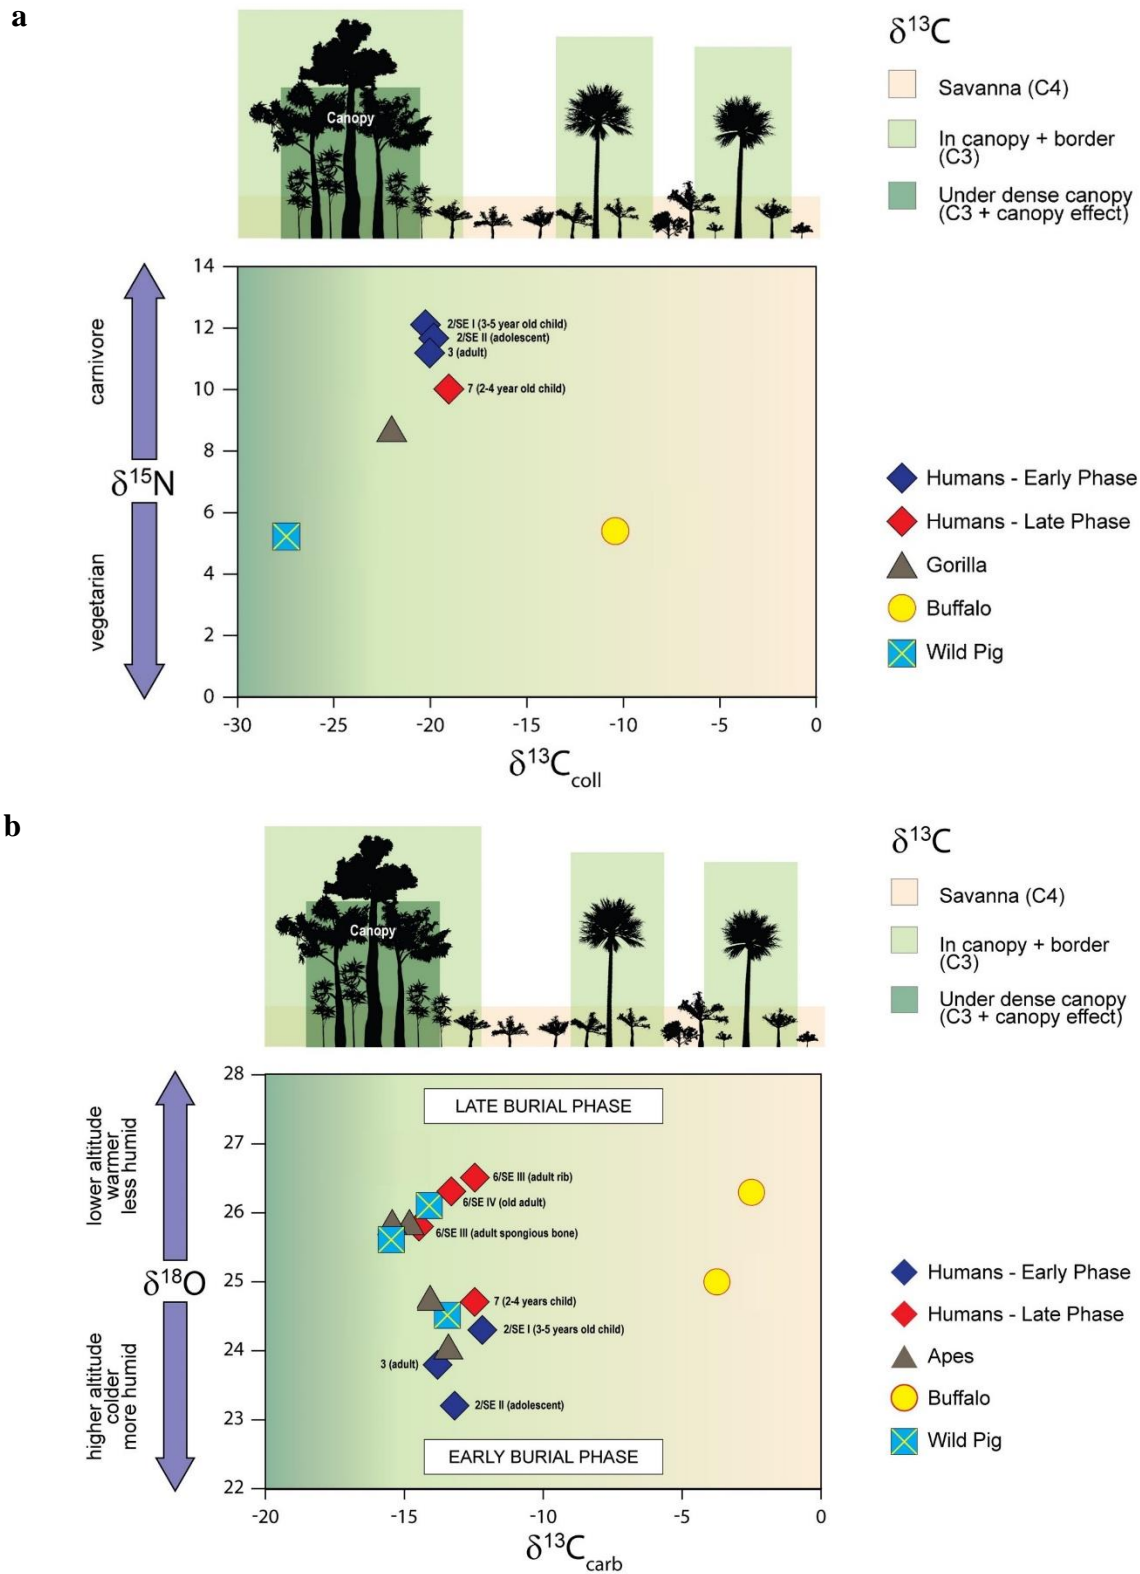 a
Canopy
δ¹³C
Savanna (C4)
In canopy + border
(C3)
Under dense canopy
(C3 + canopy effect)
14
12
10
8
6
4
2
0
carnivore
δ¹⁵N
vegetarian
2/SE I (3-5 year old child)
2/SE II (adolescent)
3 (adult)
7 (2-4 year old child)
Humans - Early Phase
Humans - Late Phase
Gorilla
Buffalo
Wild Pig
-30 -25 -20 -15 -10 -5 0
δ¹³C coll
b
Canopy
δ¹³C
Savanna (C4)
In canopy + border
(C3)
Under dense canopy
(C3 + canopy effect)
28
27
26
25
24
23
22
lower altitude
warmer
less humid
δ¹⁸O
higher altitude
colder
more humid
LATE BURIAL PHASE
6/SE III (adult rib)
6/SE IV (old adult)
6/SE III (adult spongious bone)
7 (2-4 years child)
2/SE I (3-5 years old child)
3 (adult)
2/SE II (adolescent)
EARLY BURIAL PHASE
Humans - Early Phase
Humans - Late Phase
Apes
Buffalo
Wild Pig
-20 -15 -10 -5 0
δ¹³C carb